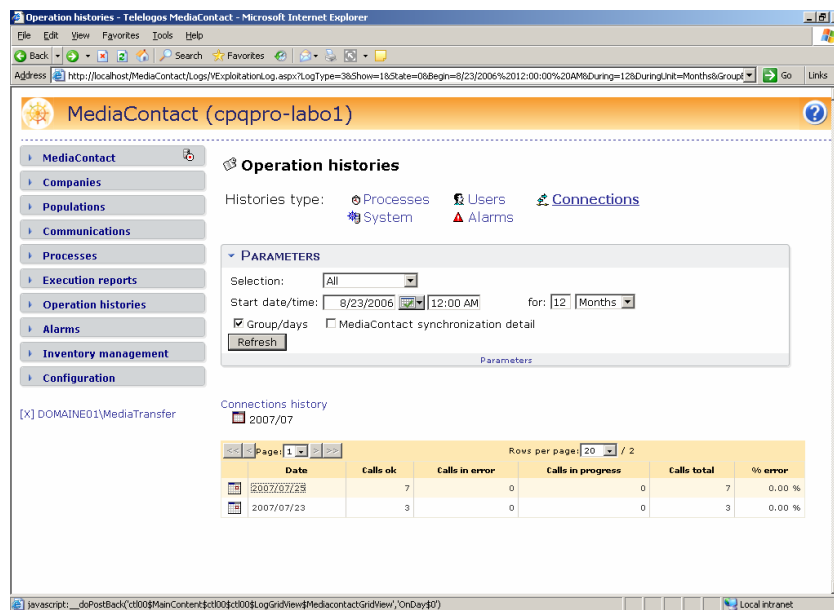 Operation histories - Telelogos MediaContact - Microsoft Internet Explorer
File Edit View Favorites Tools Help
Back Search Favorites
Address http://localhost/MediaContact/Logs/VExploitationLog.aspx?LogType=3&Show=1&State=0&Begin=8/23/2006%2012:00:00%20AM&During=12&DuringUnit=Months&Group Go Links
MediaContact (cpqpro-labo1)
MediaContact
Companies
Populations
Communications
Processes
Execution reports
Operation histories
Alarms
Inventory management
Configuration
[X] DOMAINE01\MediaTransfer
Operation histories
Histories type: Processes Users Connections
System Alarms
PARAMETERS
Selection: All
Start date/time: 8/23/2006 12:00 AM for: 12 Months
Group/days MediaContact synchronization detail
Refresh
Parameters
Connections history
2007/07
<< < Page: 1 > >> Rows per page: 20 / 2
Date Calls ok Calls in error Calls in progress Calls total % error
2007/07/25 7 0 0 7 0.00 %
2007/07/23 3 0 0 3 0.00 %
javascript:__doPostBack('ctl00$MainContent$ctl00$ctl00$LogGridView$MediacontactGridView','OnDay$0') Local intranet